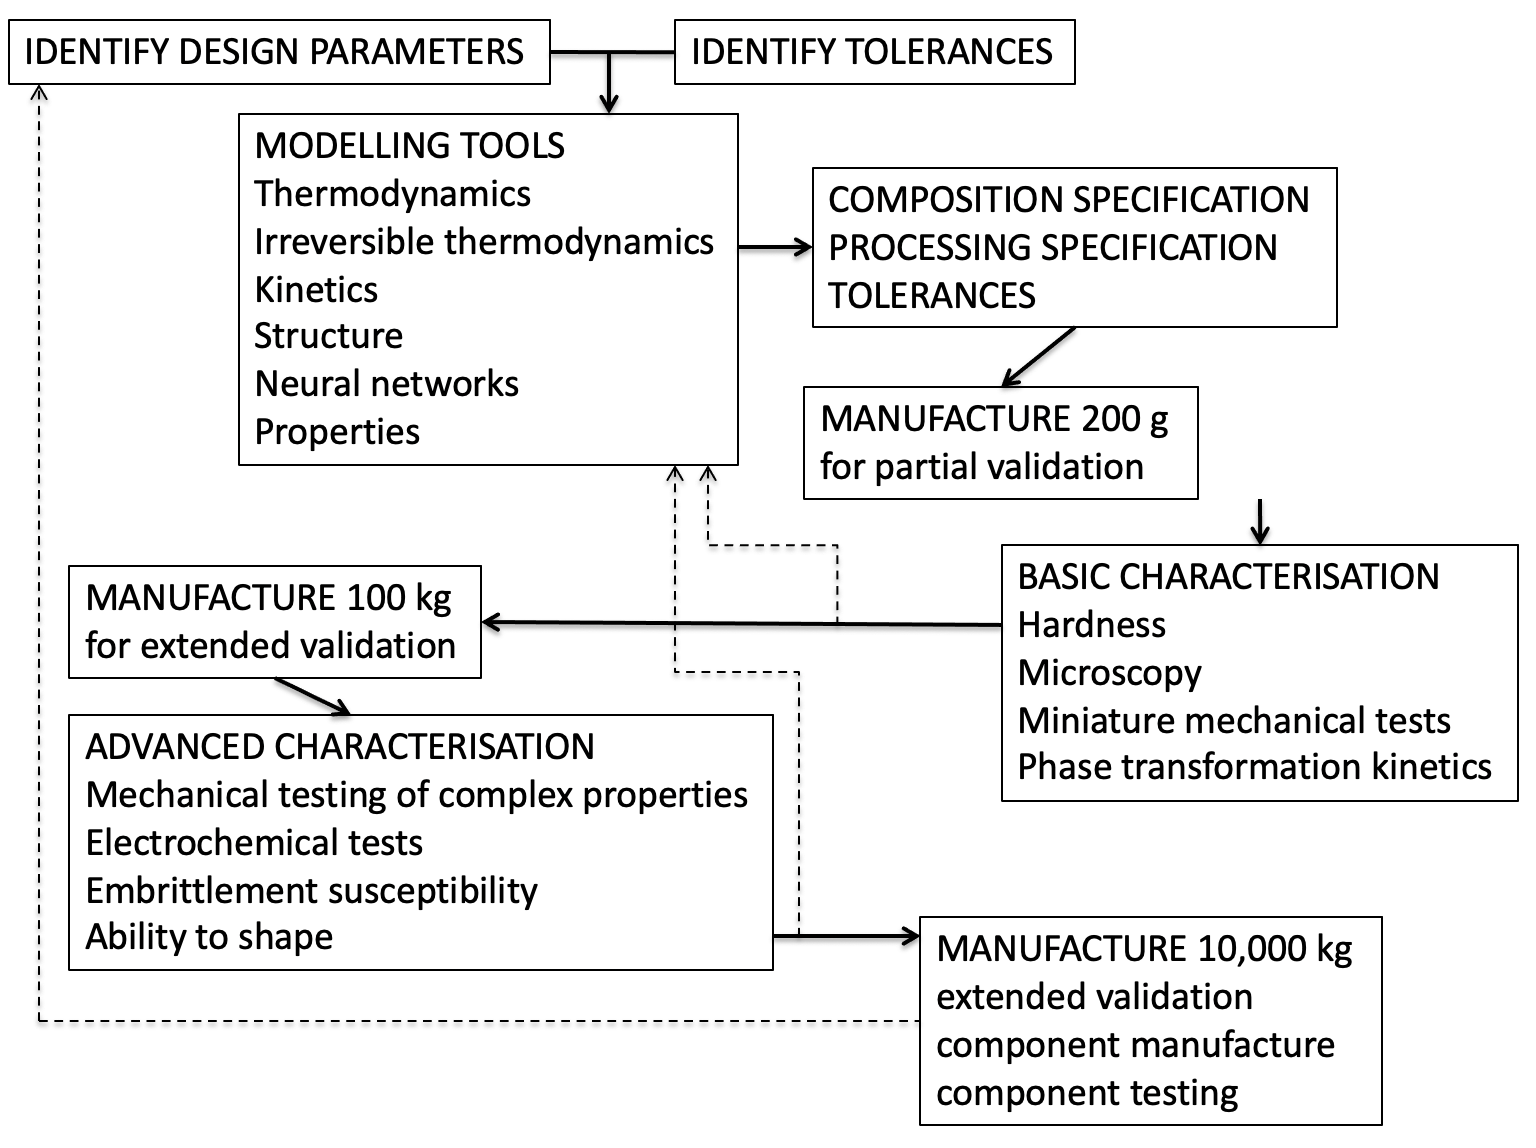 IDENTIFY DESIGN PARAMETERS
IDENTIFY TOLERANCES
MODELLING TOOLS
Thermodynamics
Irreversible thermodynamics
Kinetics
Structure
Neural networks
Properties
COMPOSITION SPECIFICATION
PROCESSING SPECIFICATION
TOLERANCES
MANUFACTURE 200 g
for partial validation
BASIC CHARACTERISATION
Hardness
Microscopy
Miniature mechanical tests
Phase transformation kinetics
MANUFACTURE 100 kg
for extended validation
ADVANCED CHARACTERISATION
Mechanical testing of complex properties
Electrochemical tests
Embrittlement susceptibility
Ability to shape
MANUFACTURE 10,000 kg
extended validation
component manufacture
component testing